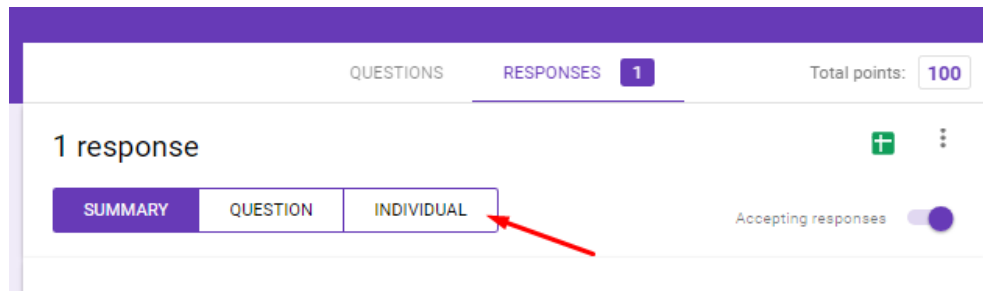 QUESTIONS RESPONSES 1 Total points: 100
1 response
SUMMARY QUESTION INDIVIDUAL
Accepting responses